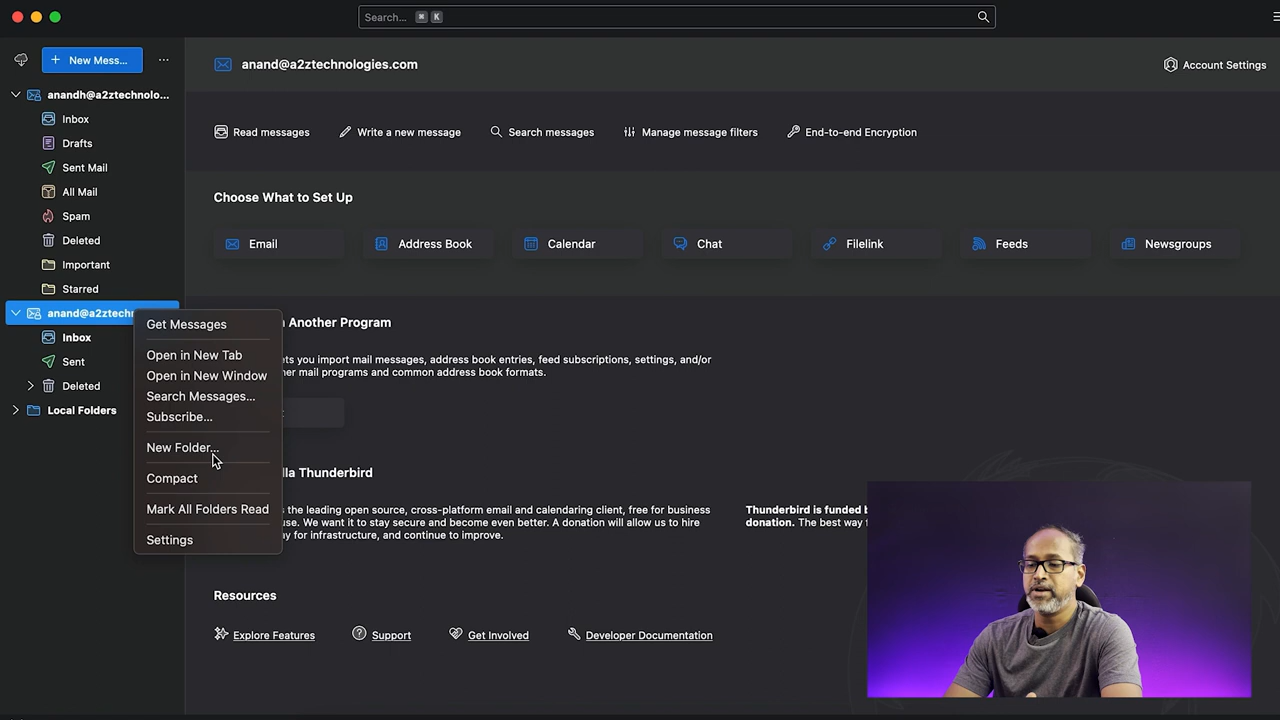 Search... ⌘ K
+ New Mess... ...
anand@a2ztechnologies.com
Account Settings
anandh@a2ztechnolo...
Inbox
Drafts
Sent Mail
All Mail
Spam
Deleted
Important
Starred
anand@a2ztechn
Inbox
Sent
Deleted
Local Folders
Read messages
Write a new message
Search messages
Manage message filters
End-to-end Encryption
Choose What to Set Up
Email
Address Book
Calendar
Chat
Filelink
Feeds
Newsgroups
Get Messages
Open in New Tab
Open in New Window
Search Messages...
Subscribe...
New Folder...
Compact
Mark All Folders Read
Settings
Another Program
you import mail messages, address book entries, feed subscriptions, settings, and/or
mail programs and common address book formats.
Thunderbird
the leading open source, cross-platform email and calendaring client, free for business
use. We want it to stay secure and become even better. A donation will allow us to hire
for infrastructure, and continue to improve.
Thunderbird is funded b
donation. The best way f
Resources
Explore Features
Support
Get Involved
Developer Documentation